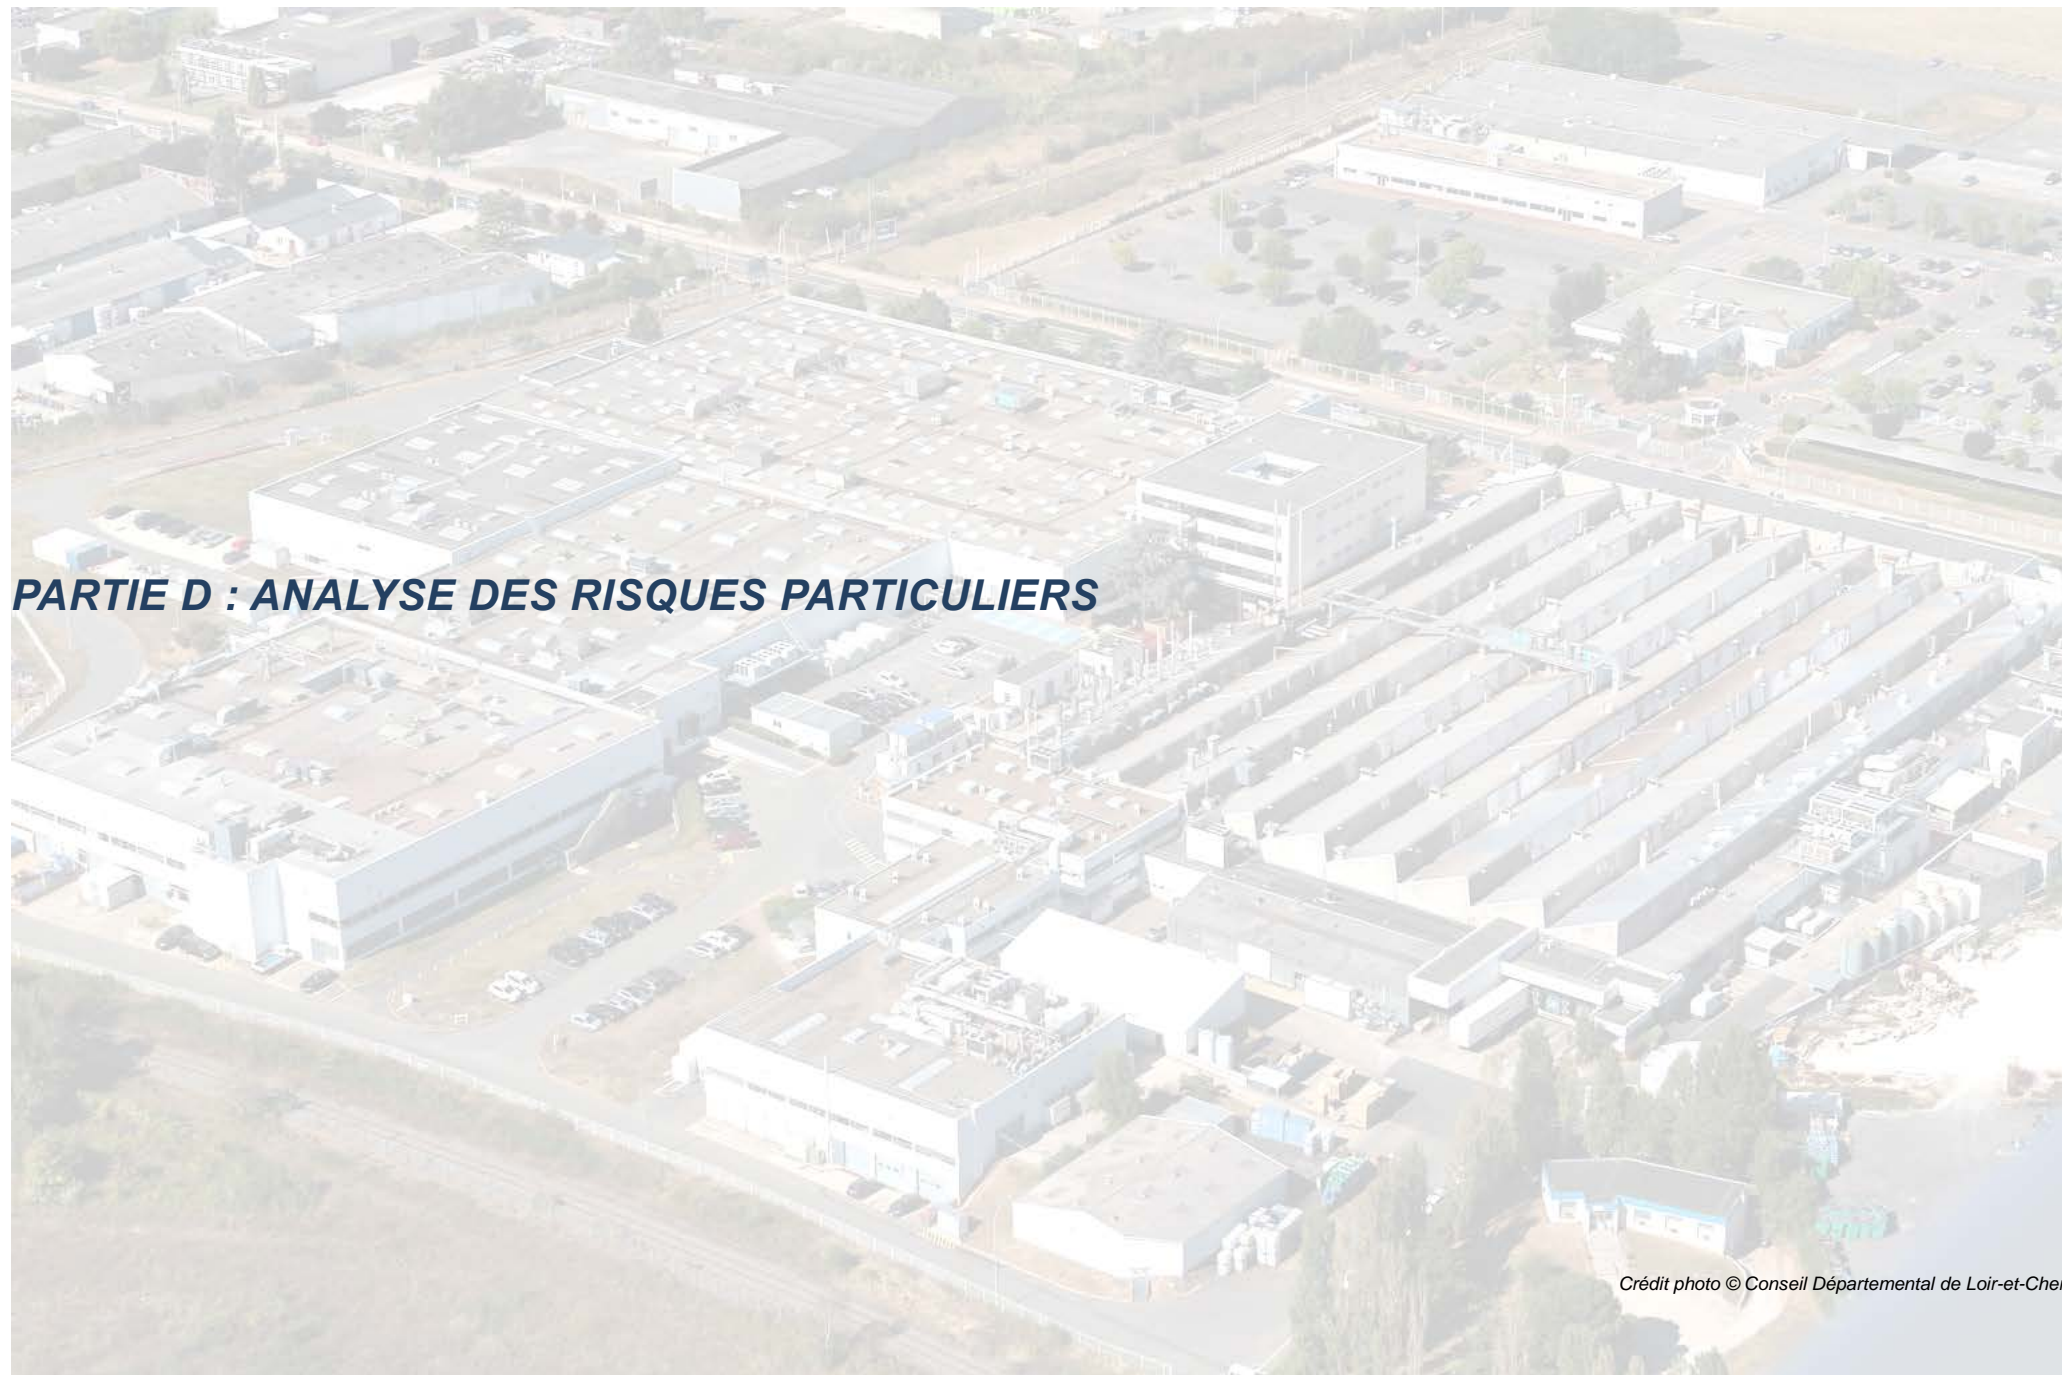 PARTIE D : ANALYSE DES RISQUES PARTICULIERS
Crédit photo © Conseil Départemental de Loir-et-Cher